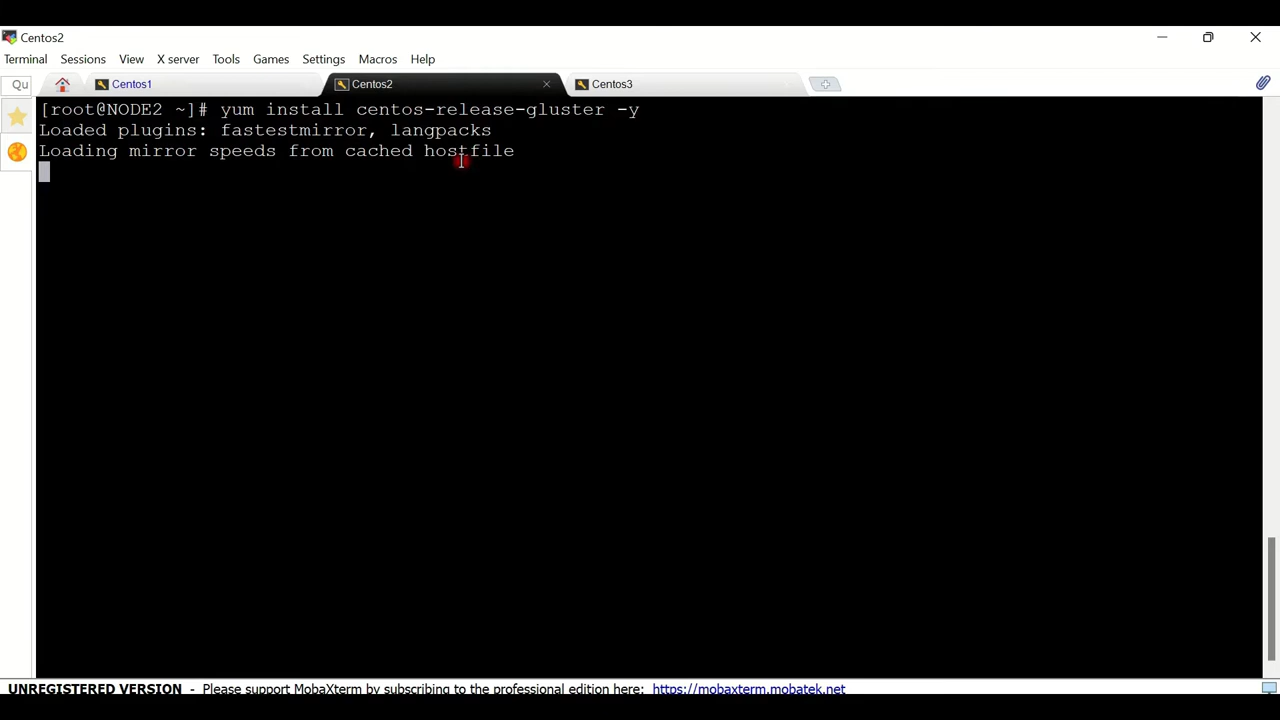 Centos2
Terminal Sessions View X server Tools Games Settings Macros Help
Qu Centos1 Centos2 Centos3
[root@NODE2 ~]# yum install centos-release-gluster -y
Loaded plugins: fastestmirror, langpacks
Loading mirror speeds from cached hostfile
UNREGISTERED VERSION - Please support MobaXterm by subscribing to the professional edition here: https://mobaxterm.mobatek.net